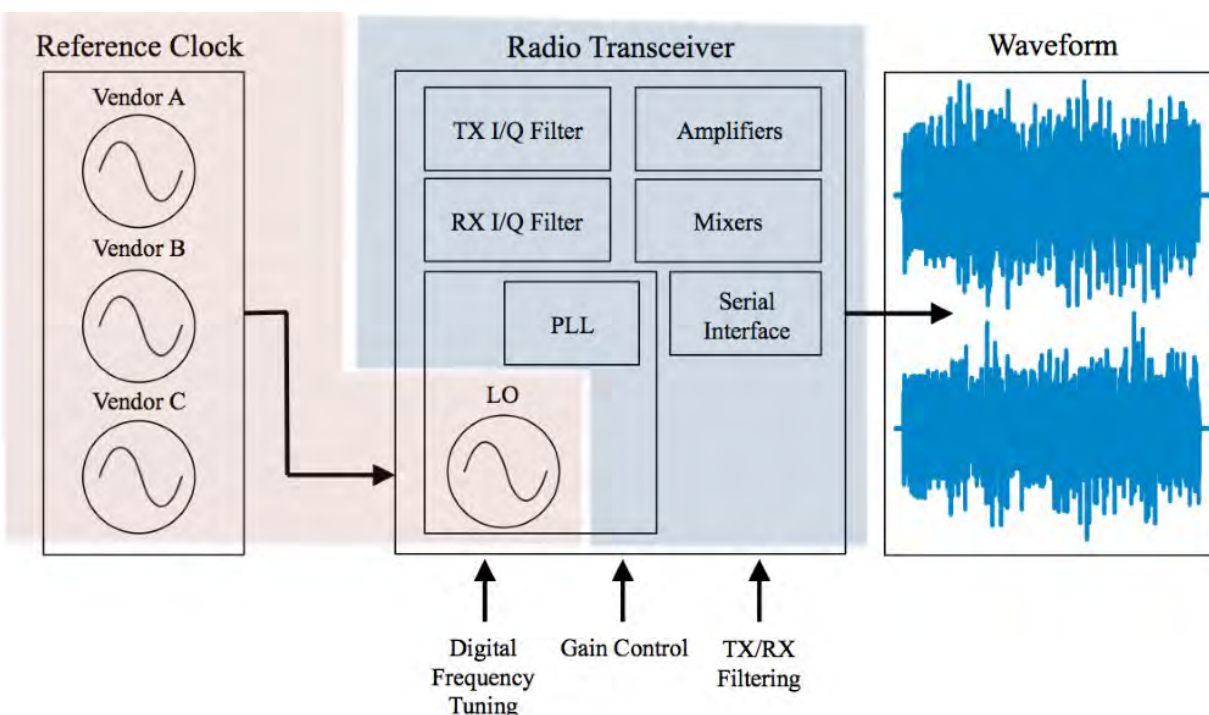 Reference Clock
Vendor A
Vendor B
Vendor C
Radio Transceiver
TX I/Q Filter
Amplifiers
RX I/Q Filter
Mixers
PLL
Serial
Interface
LO
Waveform
Digital
Frequency
Tuning
Gain Control
TX/RX
Filtering